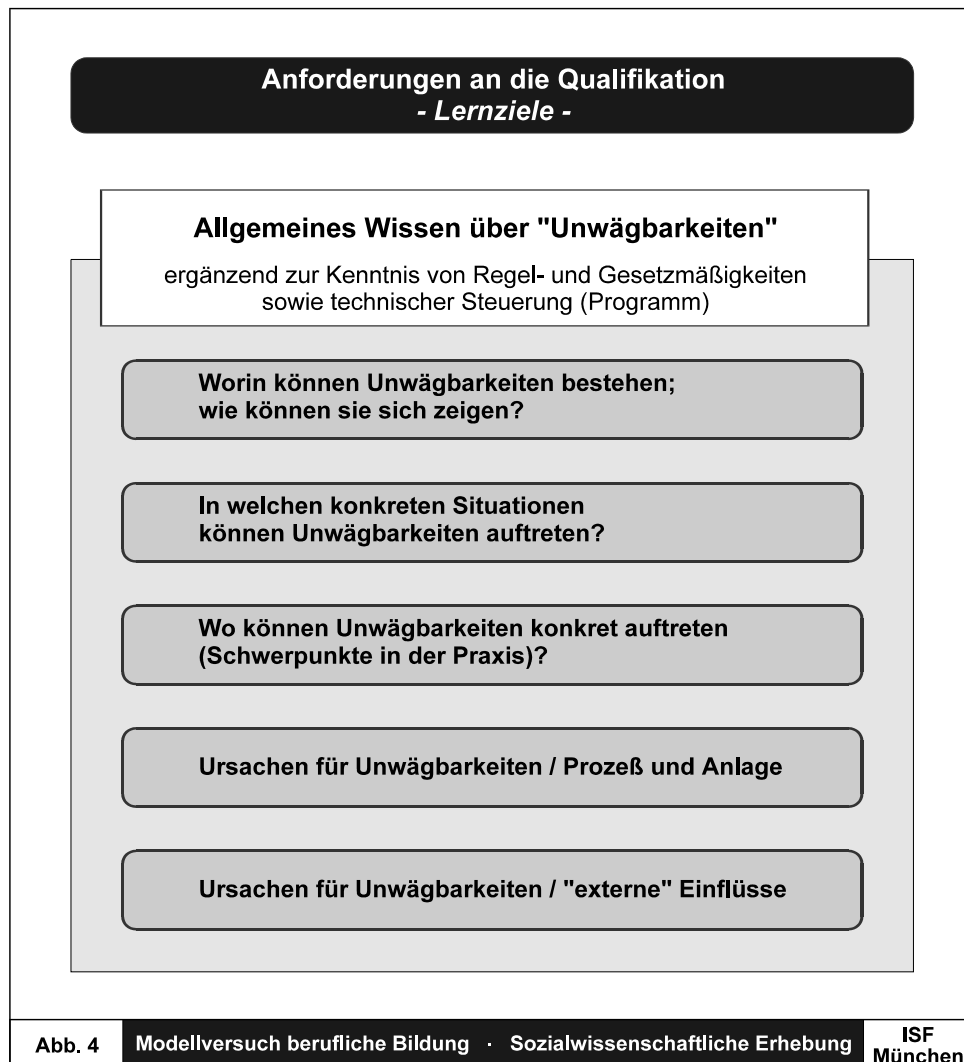 Anforderungen an die Qualifikation
- Lernziele -
Allgemeines Wissen über "Unwägbarkeiten"
ergänzend zur Kenntnis von Regel- und Gesetzmäßigkeiten
sowie technischer Steuerung (Programm)
Worin können Unwägbarkeiten bestehen;
wie können sie sich zeigen?
In welchen konkreten Situationen
können Unwägbarkeiten auftreten?
Wo können Unwägbarkeiten konkret auftreten
(Schwerpunkte in der Praxis)?
Ursachen für Unwägbarkeiten / Prozeß und Anlage
Ursachen für Unwägbarkeiten / "externe" Einflüsse
Abb. 4
Modellversuch berufliche Bildung · Sozialwissenschaftliche Erhebung
ISF
München